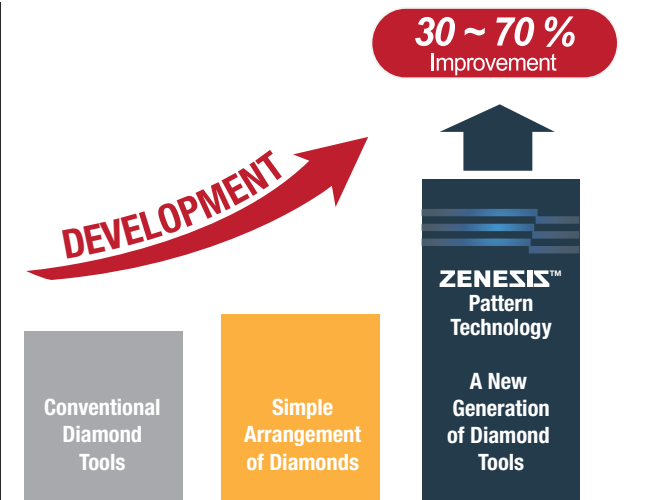 30 ~ 70 %
Improvement
DEVELOPMENT
ZENESIS™
Pattern
Technology
A New
Generation
of Diamond
Tools
Simple
Arrangement
of Diamonds
Conventional
Diamond
Tools